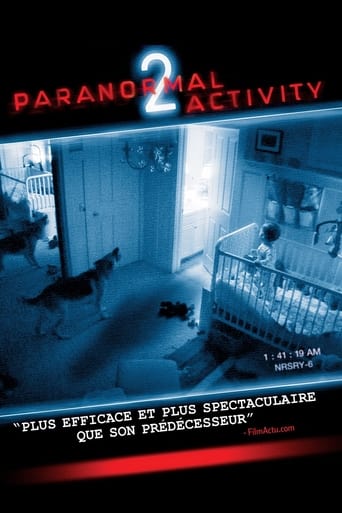 PARANORMAL
2
ACTIVITY
1:41:19 AM
NRSRY-6
"PLUS EFFICACE ET PLUS SPECTACULAIRE
QUE SON PRÉDÉCESSEUR"
- FilmActu.com